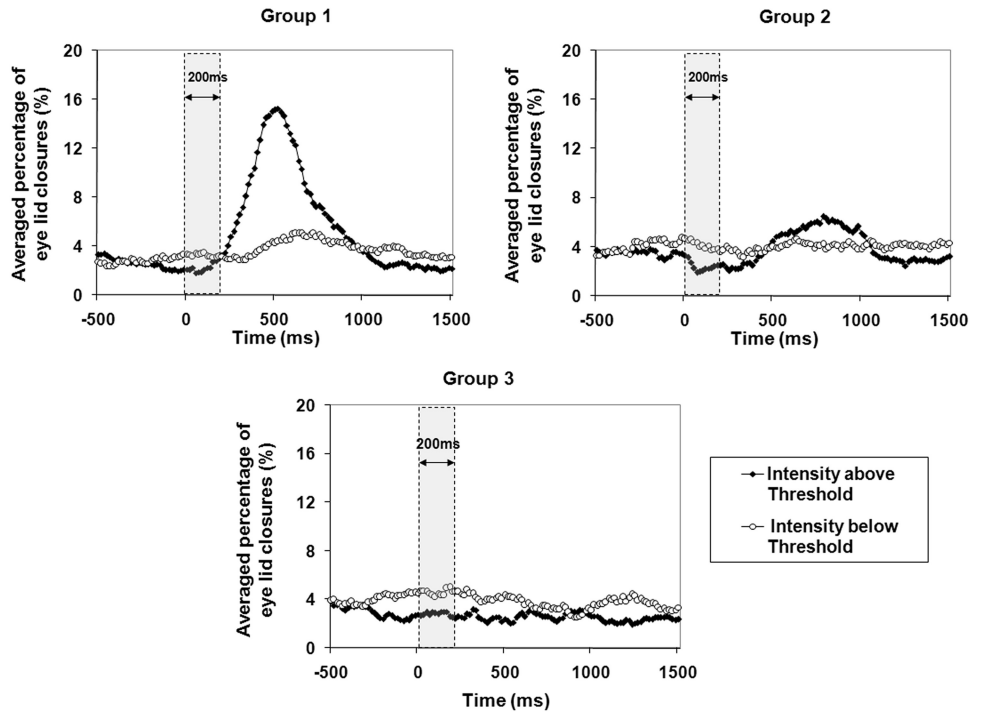 Group 1
Averaged percentage of
eye lid closures (%)
20
16
12
8
4
0
200ms
-500
0
500
1000
1500
Time (ms)
Group 2
Averaged percentage of
eye lid closures (%)
20
16
12
8
4
0
200ms
-500
0
500
1000
1500
Time (ms)
Group 3
Averaged percentage of
eye lid closures (%)
20
16
12
8
4
0
200ms
-500
0
500
1000
1500
Time (ms)
Intensity above
Threshold
Intensity below
Threshold